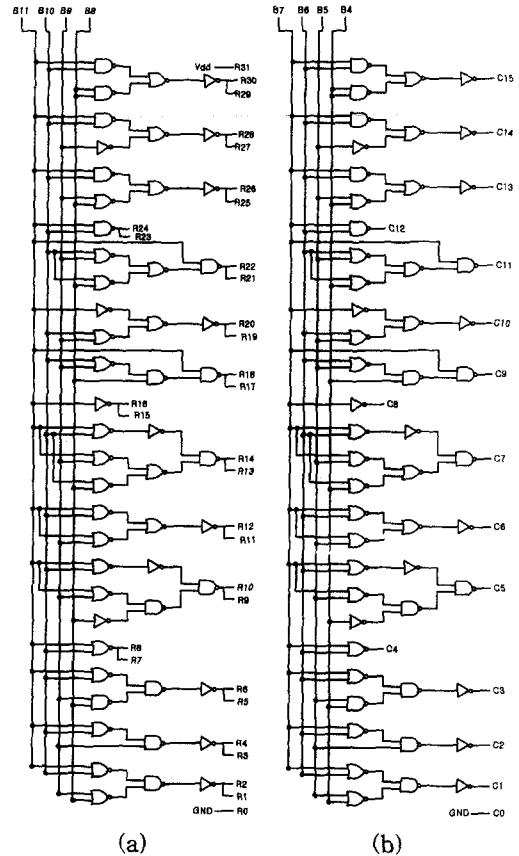 B11 B10 B9 B8
Vdd R31
R30
R29
R28
R27
R26
R25
R24
R23
R22
R21
R20
R19
R18
R17
R16
R15
R14
R13
R12
R11
R10
R9
R8
R7
R6
R5
R4
R3
R2
R1
GND R0
(a)
B7 B6 B5 B4
C15
C14
C13
C12
C11
C10
C9
C8
C7
C6
C5
C4
C3
C2
C1
GND C0
(b)